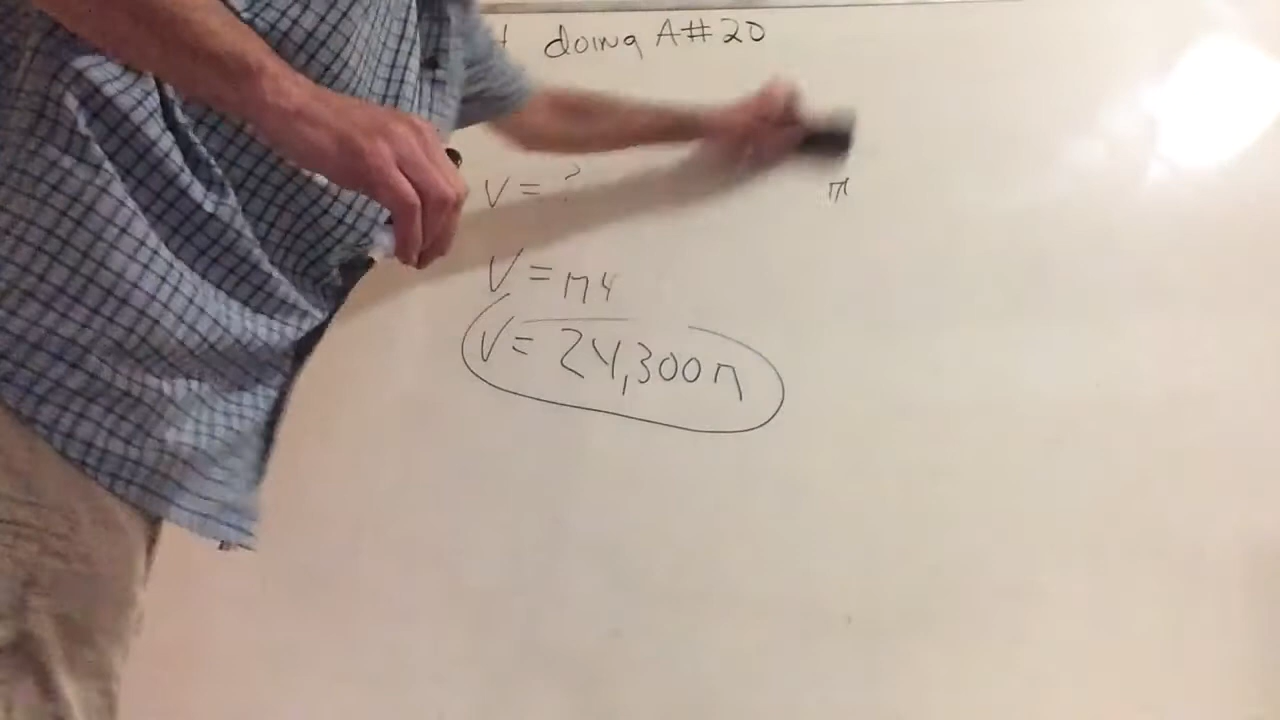 doing A#20
V = ?
π
V = π4
V = 24,300π